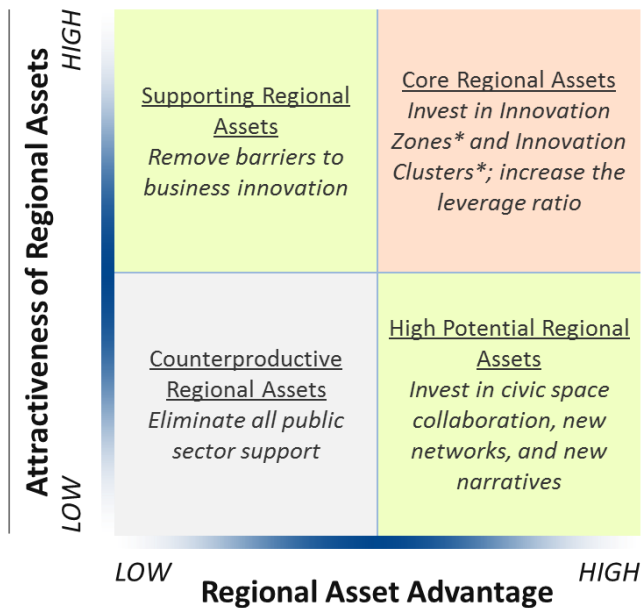 Attractiveness of Regional Assets
HIGH
LOW
Supporting Regional
Assets
Remove barriers to
business innovation
Core Regional Assets
Invest in Innovation
Zones* and Innovation
Clusters*; increase the
leverage ratio
Counterproductive
Regional Assets
Eliminate all public
sector support
High Potential Regional
Assets
Invest in civic space
collaboration, new
networks, and new
narratives
LOW
HIGH
Regional Asset Advantage